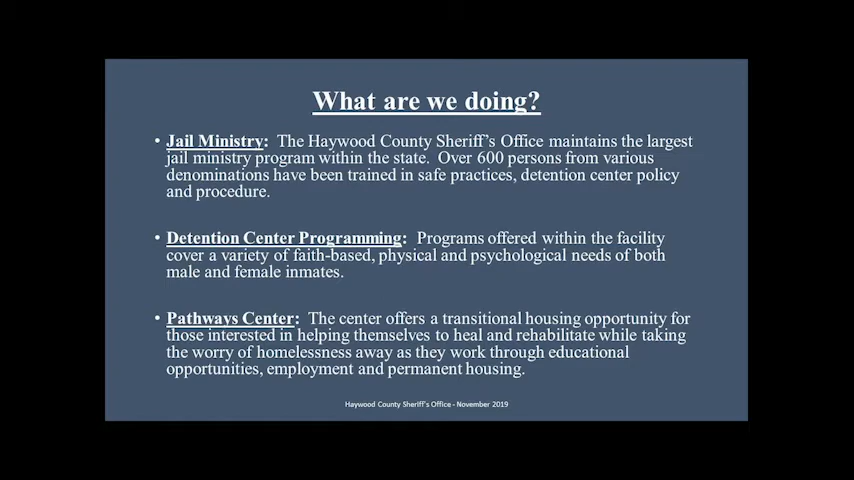 What are we doing?
• Jail Ministry: The Haywood County Sheriff's Office maintains the largest
jail ministry program within the state. Over 600 persons from various
denominations have been trained in safe practices, detention center policy
and procedure.
• Detention Center Programming: Programs offered within the facility
cover a variety of faith-based, physical and psychological needs of both
male and female inmates.
• Pathways Center: The center offers a transitional housing opportunity for
those interested in helping themselves to heal and rehabilitate while taking
the worry of homelessness away as they work through educational
opportunities, employment and permanent housing.
Haywood County Sheriff's Office - November 2019